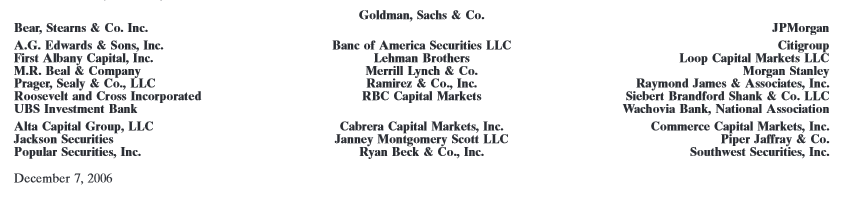 Goldman, Sachs & Co.
Bear, Stearns & Co. Inc. JPMorgan
A.G. Edwards & Sons, Inc. Banc of America Securities LLC Citigroup
First Albany Capital, Inc. Lehman Brothers Loop Capital Markets LLC
M.R. Beal & Company Merrill Lynch & Co. Morgan Stanley
Prager, Sealy & Co., LLC Ramirez & Co., Inc. Raymond James & Associates, Inc.
Roosevelt and Cross Incorporated RBC Capital Markets Siebert Brandford Shank & Co. LLC
UBS Investment Bank Wachovia Bank, National Association
Alta Capital Group, LLC Cabrera Capital Markets, Inc. Commerce Capital Markets, Inc.
Jackson Securities Janney Montgomery Scott LLC Piper Jaffray & Co.
Popular Securities, Inc. Ryan Beck & Co., Inc. Southwest Securities, Inc.
December 7, 2006